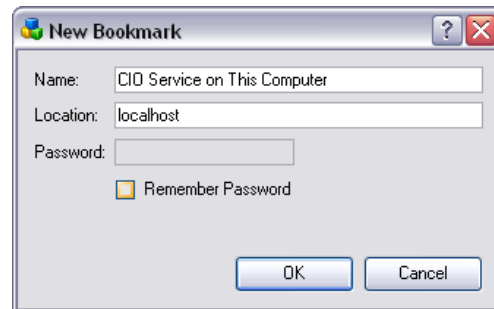 New Bookmark
Name: CIO Service on This Computer
Location: localhost
Password:
Remember Password
OK Cancel